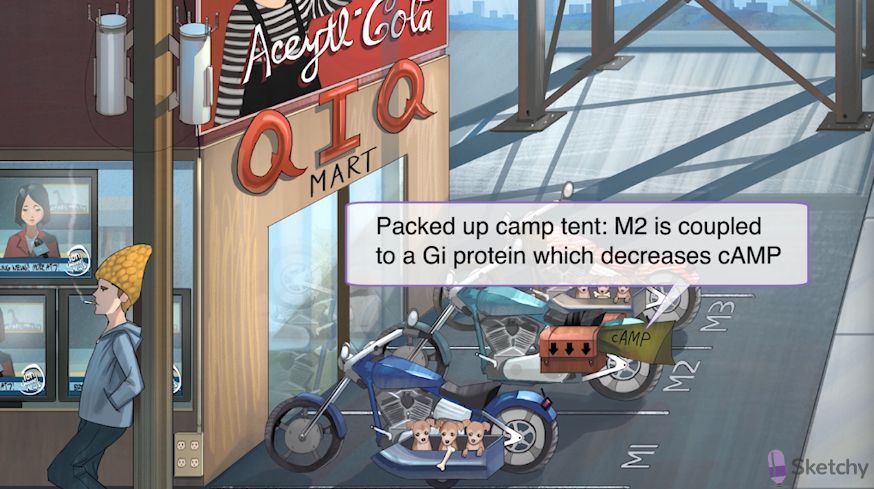 Aceytl-Cola
QIQ
MART
Packed up camp tent: M2 is coupled
to a Gi protein which decreases cAMP
cAMP
M3
M2
M1
Sketchy